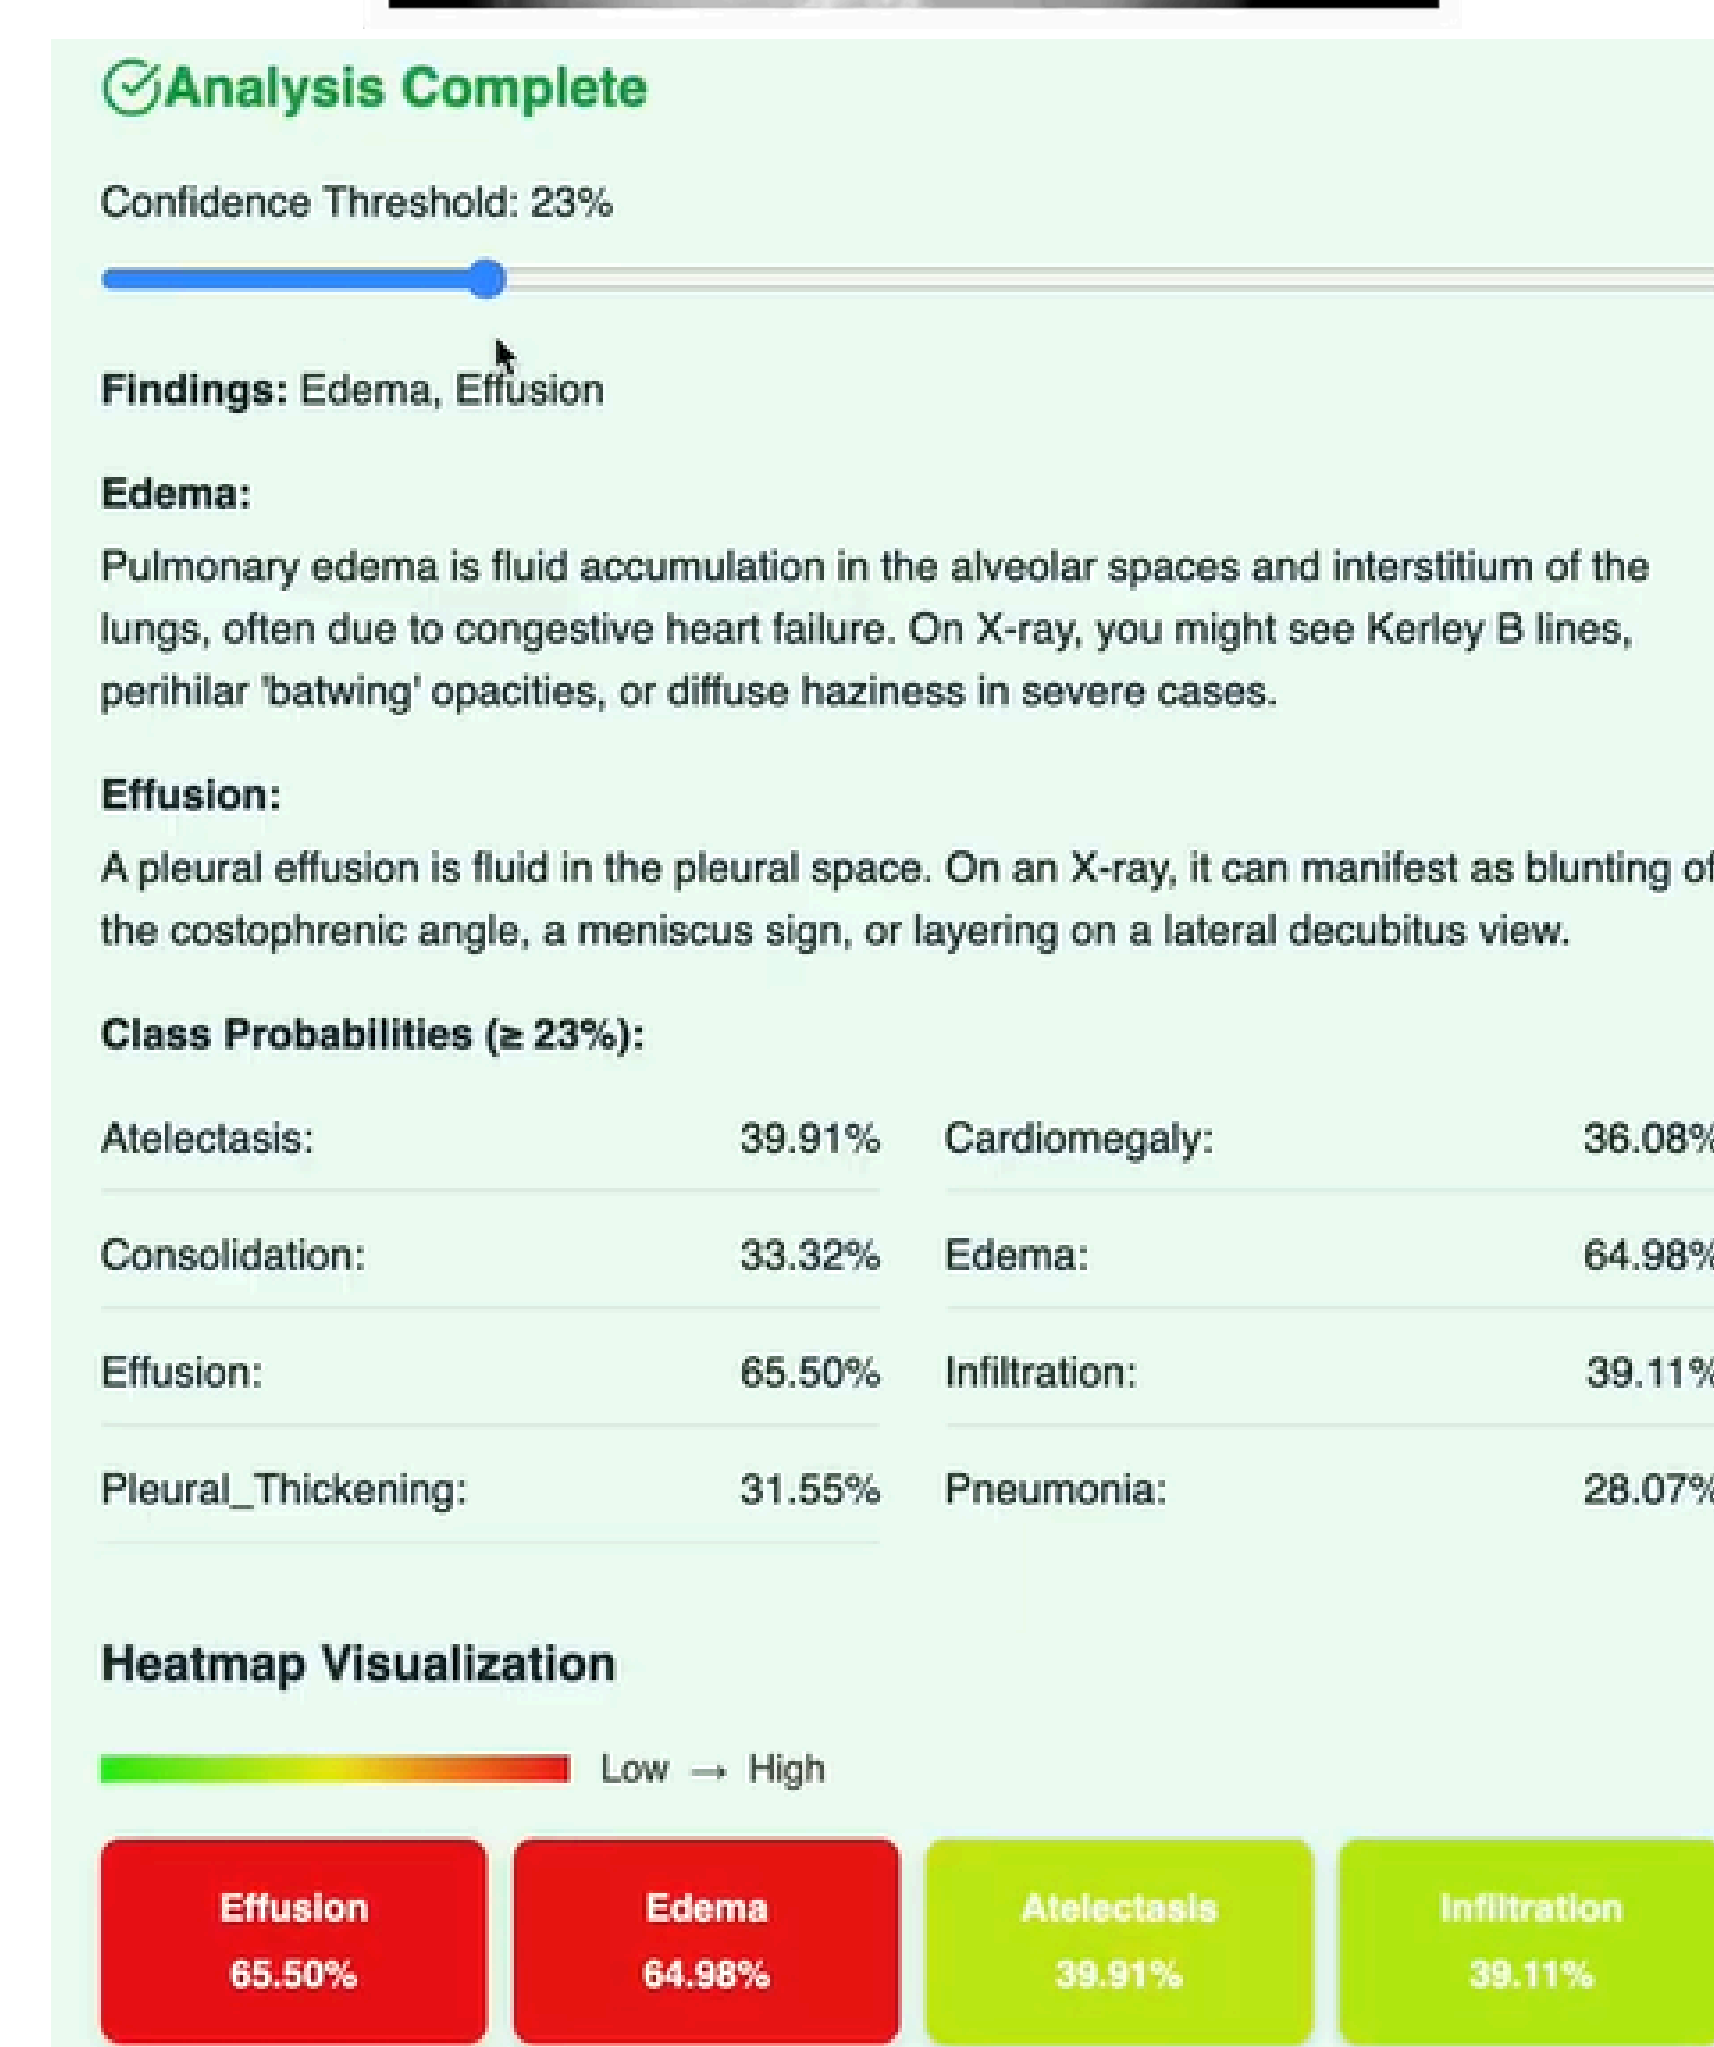 Analysis Complete
Confidence Threshold: 23%
Findings: Edema, Effusion
Edema:
Pulmonary edema is fluid accumulation in the alveolar spaces and interstitium of the
lungs, often due to congestive heart failure. On X-ray, you might see Kerley B lines,
perihilar 'batwing' opacities, or diffuse haziness in severe cases.
Effusion:
A pleural effusion is fluid in the pleural space. On an X-ray, it can manifest as blunting of
the costophrenic angle, a meniscus sign, or layering on a lateral decubitus view.
Class Probabilities (≥ 23%):
Atelectasis: 39.91% Cardiomegaly: 36.08%
Consolidation: 33.32% Edema: 64.98%
Effusion: 65.50% Infiltration: 39.11%
Pleural_Thickening: 31.55% Pneumonia: 28.07%
Heatmap Visualization
Low → High
Effusion Edema Atelectasis Infiltration
65.50% 64.98% 39.91% 39.11%